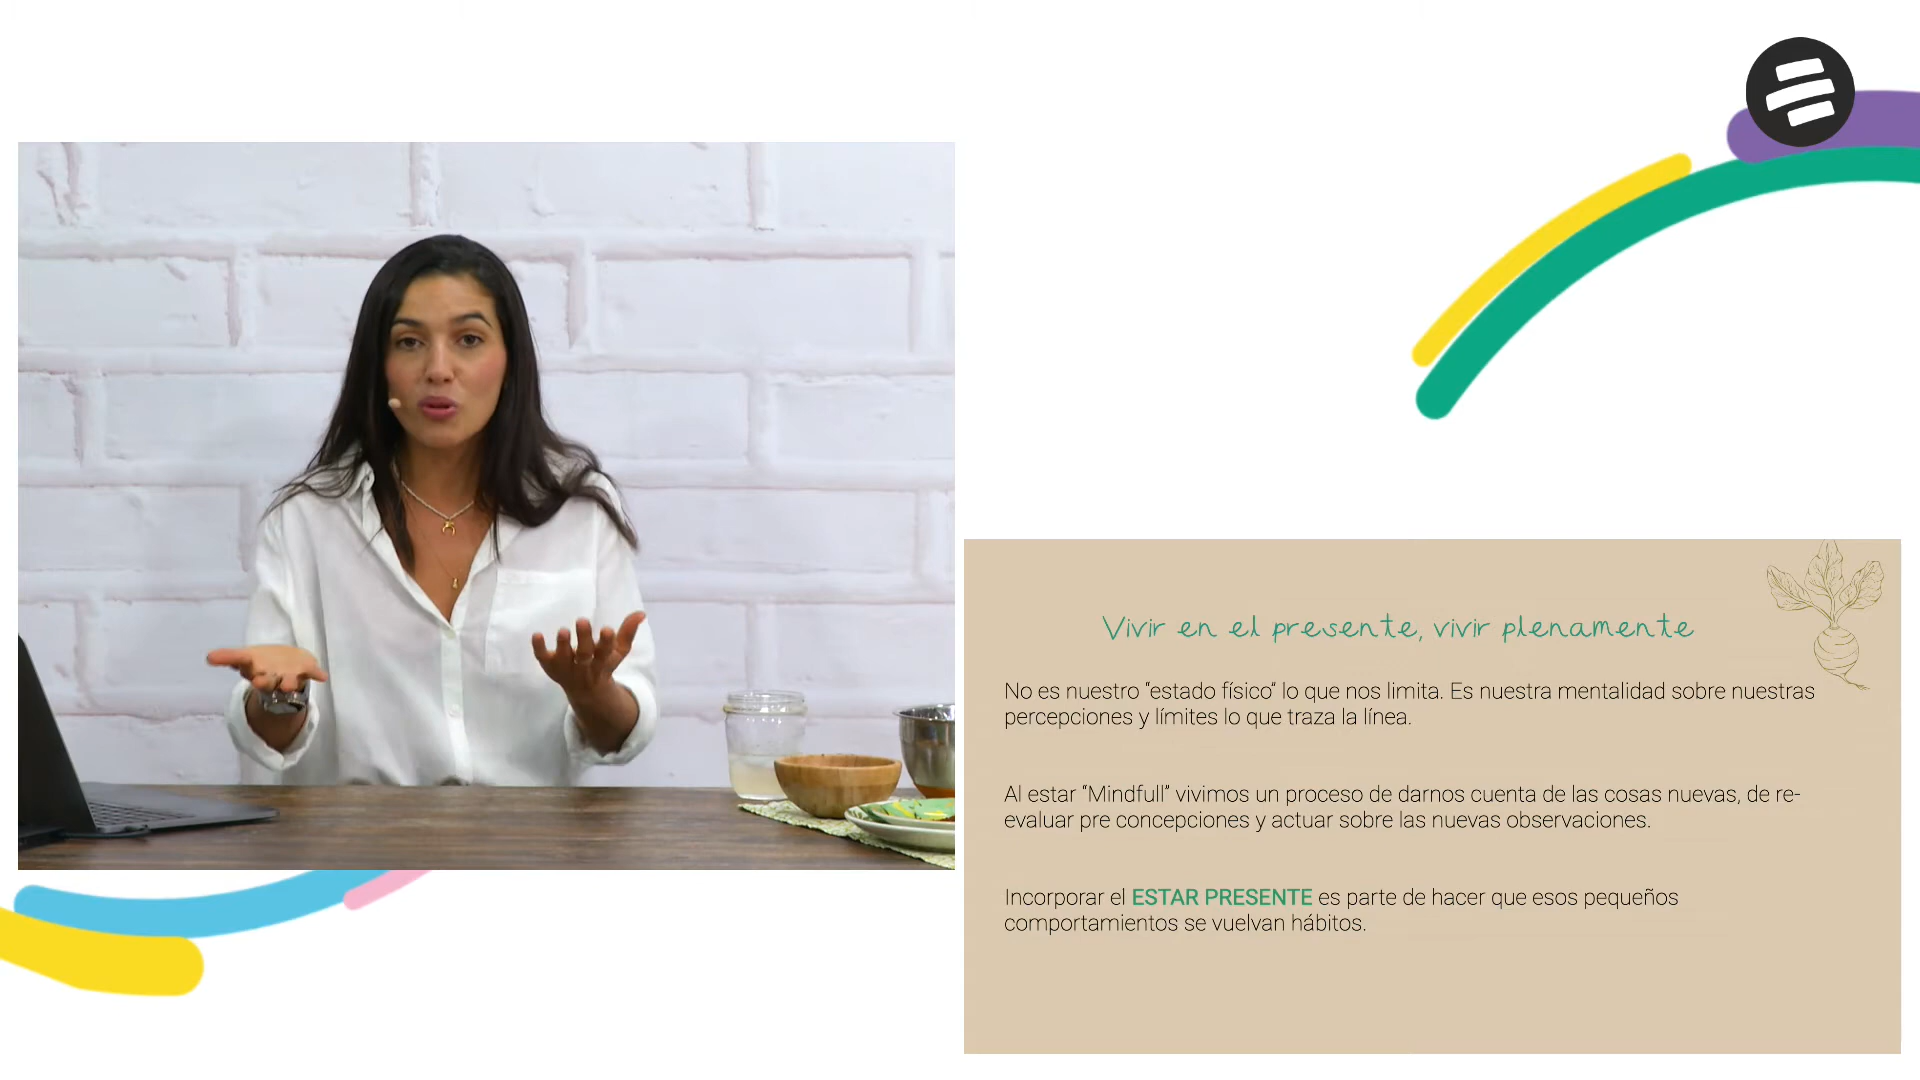 Vivir en el presente, vivir plenamente
No es nuestro “estado físico” lo que nos limita. Es nuestra mentalidad sobre nuestras
percepciones y límites lo que traza la línea.
Al estar “Mindfull” vivimos un proceso de darnos cuenta de las cosas nuevas, de re-
evaluar pre concepciones y actuar sobre las nuevas observaciones.
Incorporar el ESTAR PRESENTE es parte de hacer que esos pequeños
comportamientos se vuelvan hábitos.